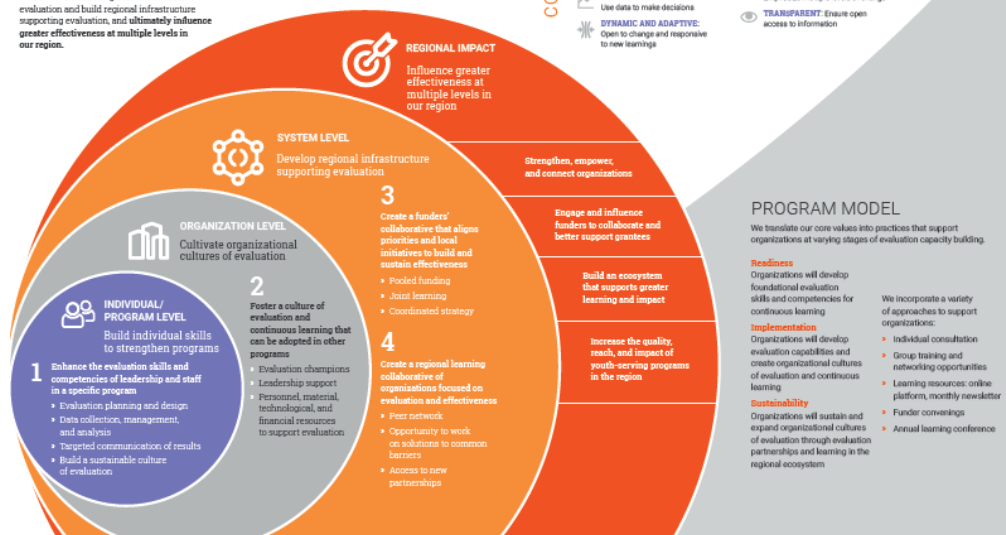 evaluation and build regional infrastructure
supporting evaluation, and ultimately influence
greater effectiveness at multiple levels in
our region.
CO
Use data to make decisions
DYNAMIC AND ADAPTIVE:
Open to change and responsive
to new learnings
TRANSPARENT: Ensure open
access to information
REGIONAL IMPACT
Influence greater
effectiveness at
multiple levels in
our region
SYSTEM LEVEL
Develop regional infrastructure
supporting evaluation
3
Create a funders'
collaborative that aligns
priorities and local
initiatives to build and
sustain effectiveness
› Pooled funding
› Joint learning
› Coordinated strategy
4
Create a regional learning
collaborative of
organizations focused on
evaluation and effectiveness
› Peer network
› Opportunity to work
on solutions to common
barriers
› Access to new
partnerships
ORGANIZATION LEVEL
Cultivate organizational
cultures of evaluation
2
Foster a culture of
evaluation and
continuous learning that
can be adopted in other
programs
› Evaluation champions
› Leadership support
› Personnel, material,
technological, and
financial resources
to support evaluation
INDIVIDUAL/
PROGRAM LEVEL
Build individual skills
to strengthen programs
1
Enhance the evaluation skills and
competencies of leadership and staff
in a specific program
› Evaluation planning and design
› Data collection, management,
and analysis
› Targeted communication of results
› Build a sustainable culture
of evaluation
Strengthen, empower,
and connect organizations
Engage and influence
funders to collaborate and
better support grantees
Build an ecosystem
that supports greater
learning and impact
Increase the quality,
reach, and impact of
youth-serving programs
in the region
PROGRAM MODEL
We translate our core values into practices that support
organizations at varying stages of evaluation capacity building.
Readiness
Organizations will develop
foundational evaluation
skills and competencies for
continuous learning
Implementation
Organizations will develop
evaluation capabilities and
create organizational cultures
of evaluation and continuous
learning
Sustainability
Organizations will sustain and
expand organizational cultures
of evaluation through evaluation
partnerships and learning in the
regional ecosystem
We incorporate a variety
of approaches to support
organizations:
› Individual consultation
› Group training and
networking opportunities
› Learning resources: online
platform, monthly newsletter
› Funder convenings
› Annual learning conference